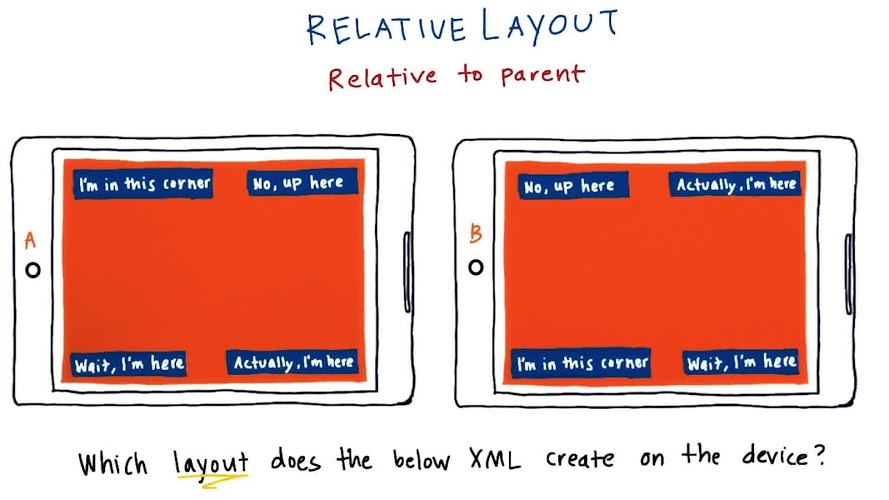 RELATIVE LAYOUT
Relative to parent
A
I'm in this corner
No, up here
Wait, I'm here
Actually, I'm here
B
No, up here
Actually, I'm here
I'm in this corner
Wait, I'm here
Which layout does the below XML create on the device?